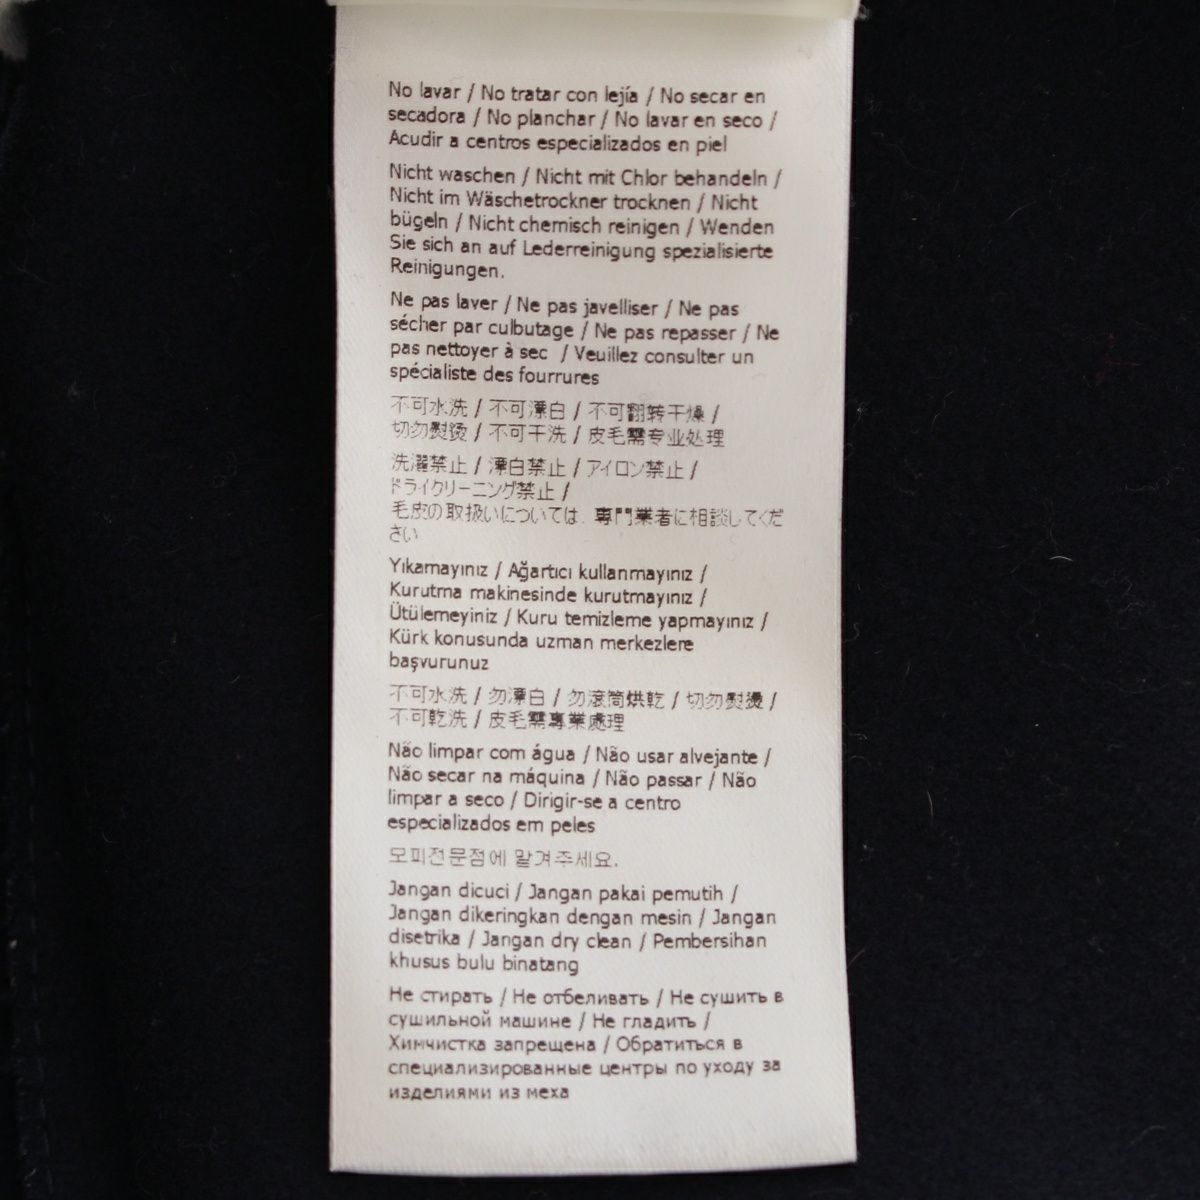 No lavar / No tratar con lejía / No secar en
secadora / No planchar / No lavar en seco /
Acudir a centros especializados en piel
Nicht waschen / Nicht mit Chlor behandeln /
Nicht im Wäschetrockner trocknen / Nicht
bügeln / Nicht chemisch reinigen / Wenden
Sie sich an auf Lederreinigung spezialisierte
Reinigungen.
Ne pas laver / Ne pas javelliser / Ne pas
sécher par culbutage / Ne pas repasser / Ne
pas nettoyer à sec / Veuillez consulter un
spécialiste des fourrures
不可水洗 / 不可漂白 / 不可翻转干燥 /
切勿熨烫 / 不可干洗 / 皮毛需专业处理
洗濯禁止 / 漂白禁止 / アイロン禁止 /
ドライクリーニング禁止 /
毛皮の取扱いについては、専門業者に相談してくだ
さい
Yıkamayınız / Ağartıcı kullanmayınız /
Kurutma makinesinde kurutmayınız /
Ütülemeyiniz / Kuru temizleme yapmayınız /
Kürk konusunda uzman merkezlere
başvurunuz
不可水洗 / 勿漂白 / 勿滾筒烘乾 / 切勿熨燙 /
不可乾洗 / 皮毛需專業處理
Não limpar com água / Não usar alvejante /
Não secar na máquina / Não passar / Não
limpar a seco / Dirigir-se a centro
especializados em peles
모피전문점에 맡겨주세요.
Jangan dicuci / Jangan pakai pemutih /
Jangan dikeringkan dengan mesin / Jangan
disetrika / Jangan dry clean / Pembersihan
khusus bulu binatang
Не стирать / Не отбеливать / Не сушить в
сушильной машине / Не гладить /
Химчистка запрещена / Обратиться в
специализированные центры по уходу за
изделиями из меха